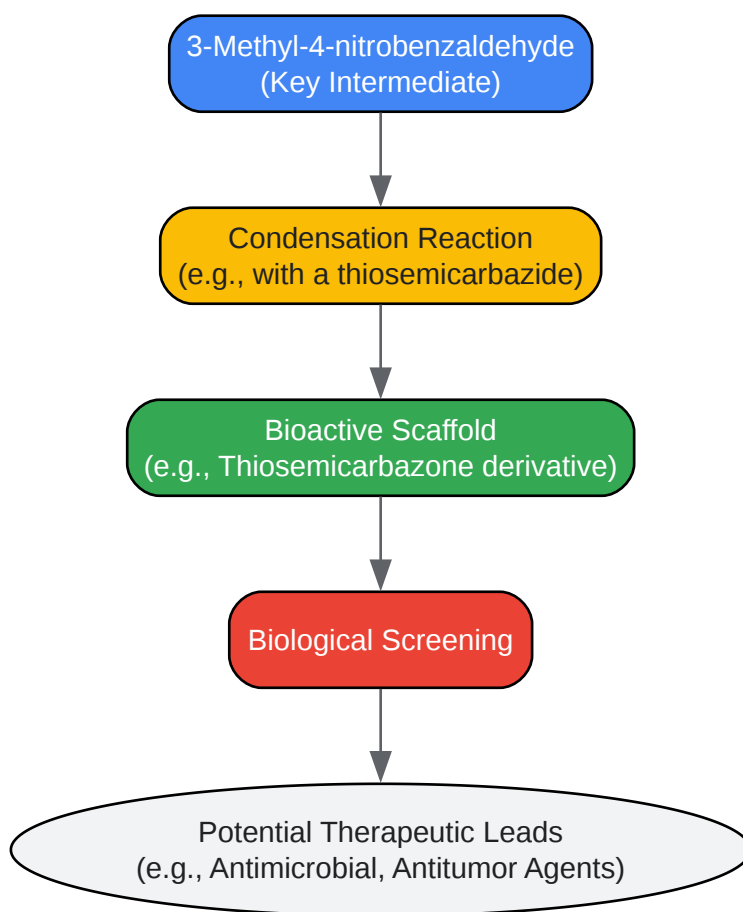 3-Methyl-4-nitrobenzaldehyde
(Key Intermediate)
Condensation Reaction
(e.g., with a thiosemicarbazide)
Bioactive Scaffold
(e.g., Thiosemicarbazone derivative)
Biological Screening
Potential Therapeutic Leads
(e.g., Antimicrobial, Antitumor Agents)